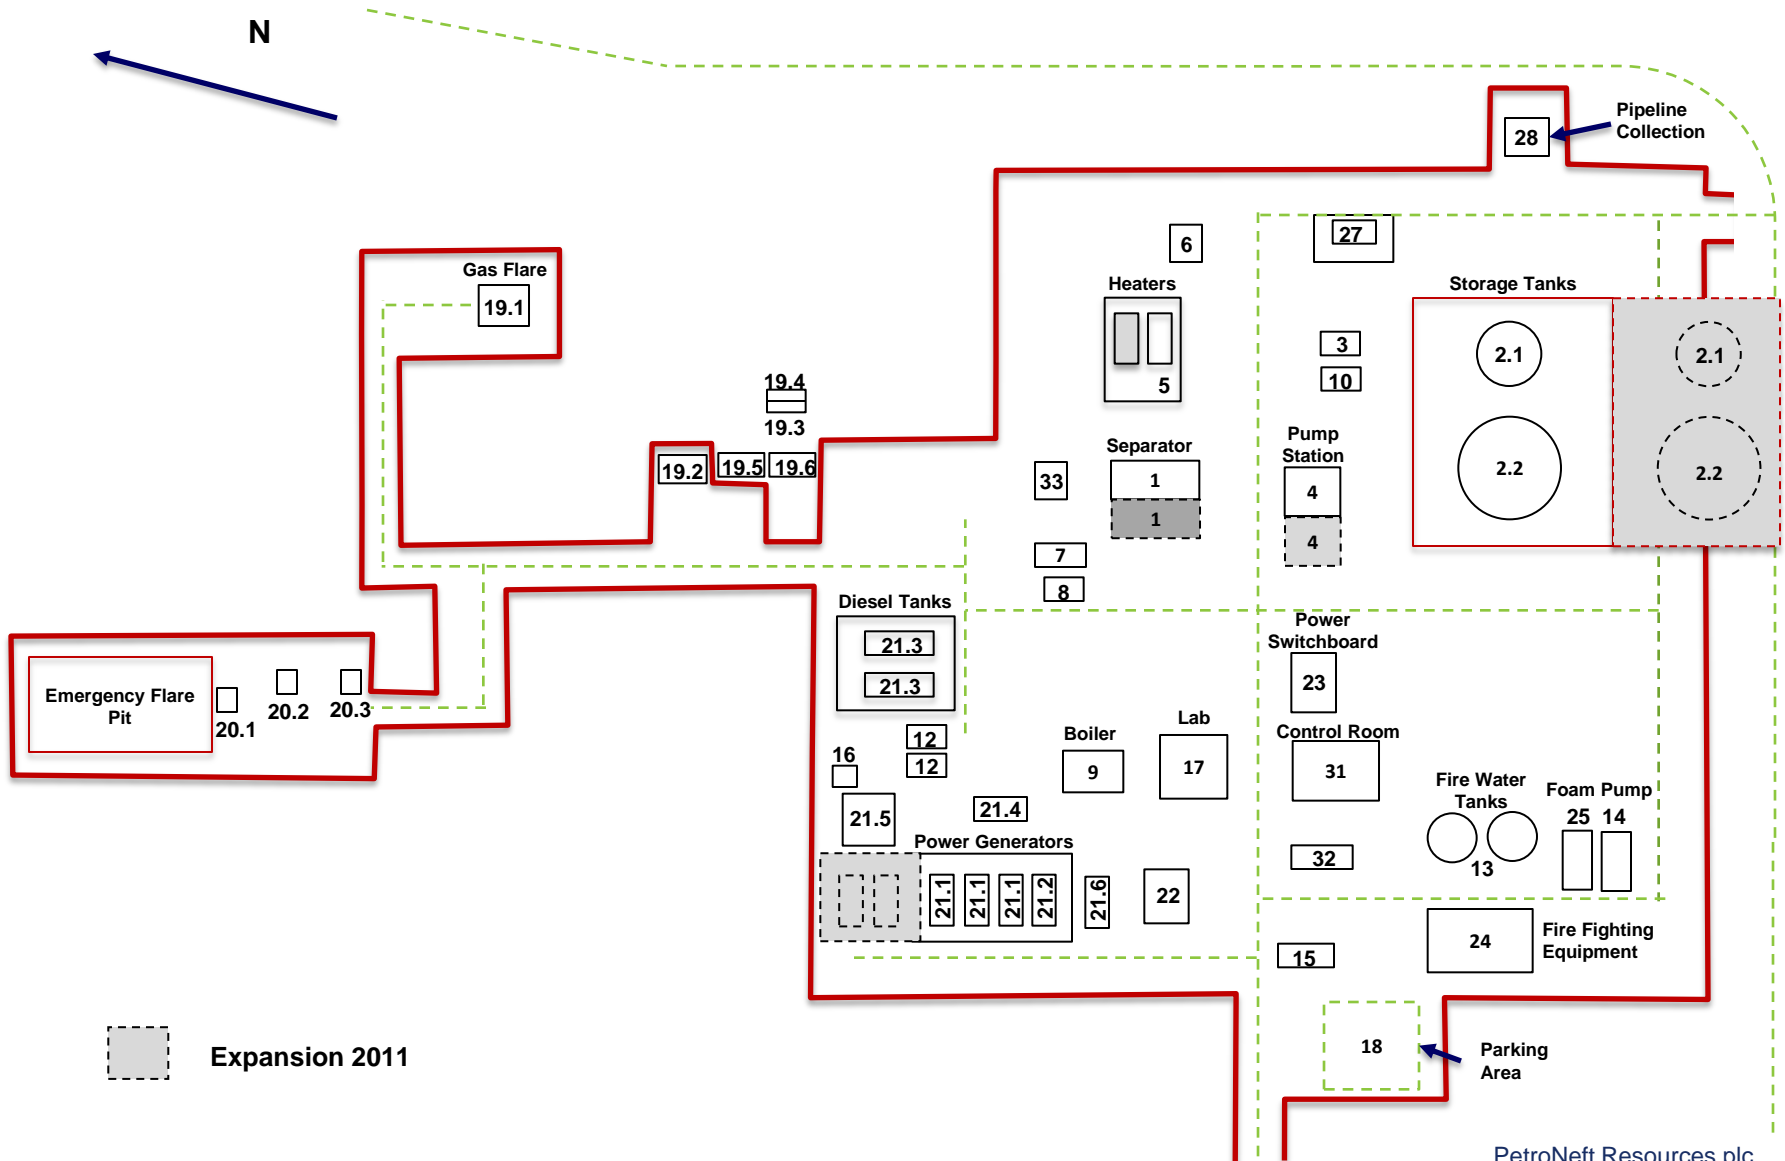 N
Pipeline
Collection
28
27
6
Gas Flare
19.1
Heaters
5
Storage Tanks
2.1
2.1
2.2
2.2
3
10
19.4
19.3
19.2
19.5
19.6
Separator
1
1
33
Pump
Station
4
4
7
8
Diesel Tanks
21.3
21.3
Power
Switchboard
23
Emergency Flare
Pit
20.1
20.2
20.3
12
12
16
21.5
21.4
Boiler
9
Lab
17
Control Room
31
Fire Water
Tanks
13
Foam Pump
25
14
32
Power Generators
21.1
21.1
21.1
21.2
21.6
22
24
Fire Fighting
Equipment
15
18
Parking
Area
Expansion 2011
PetroNeft Resources plc